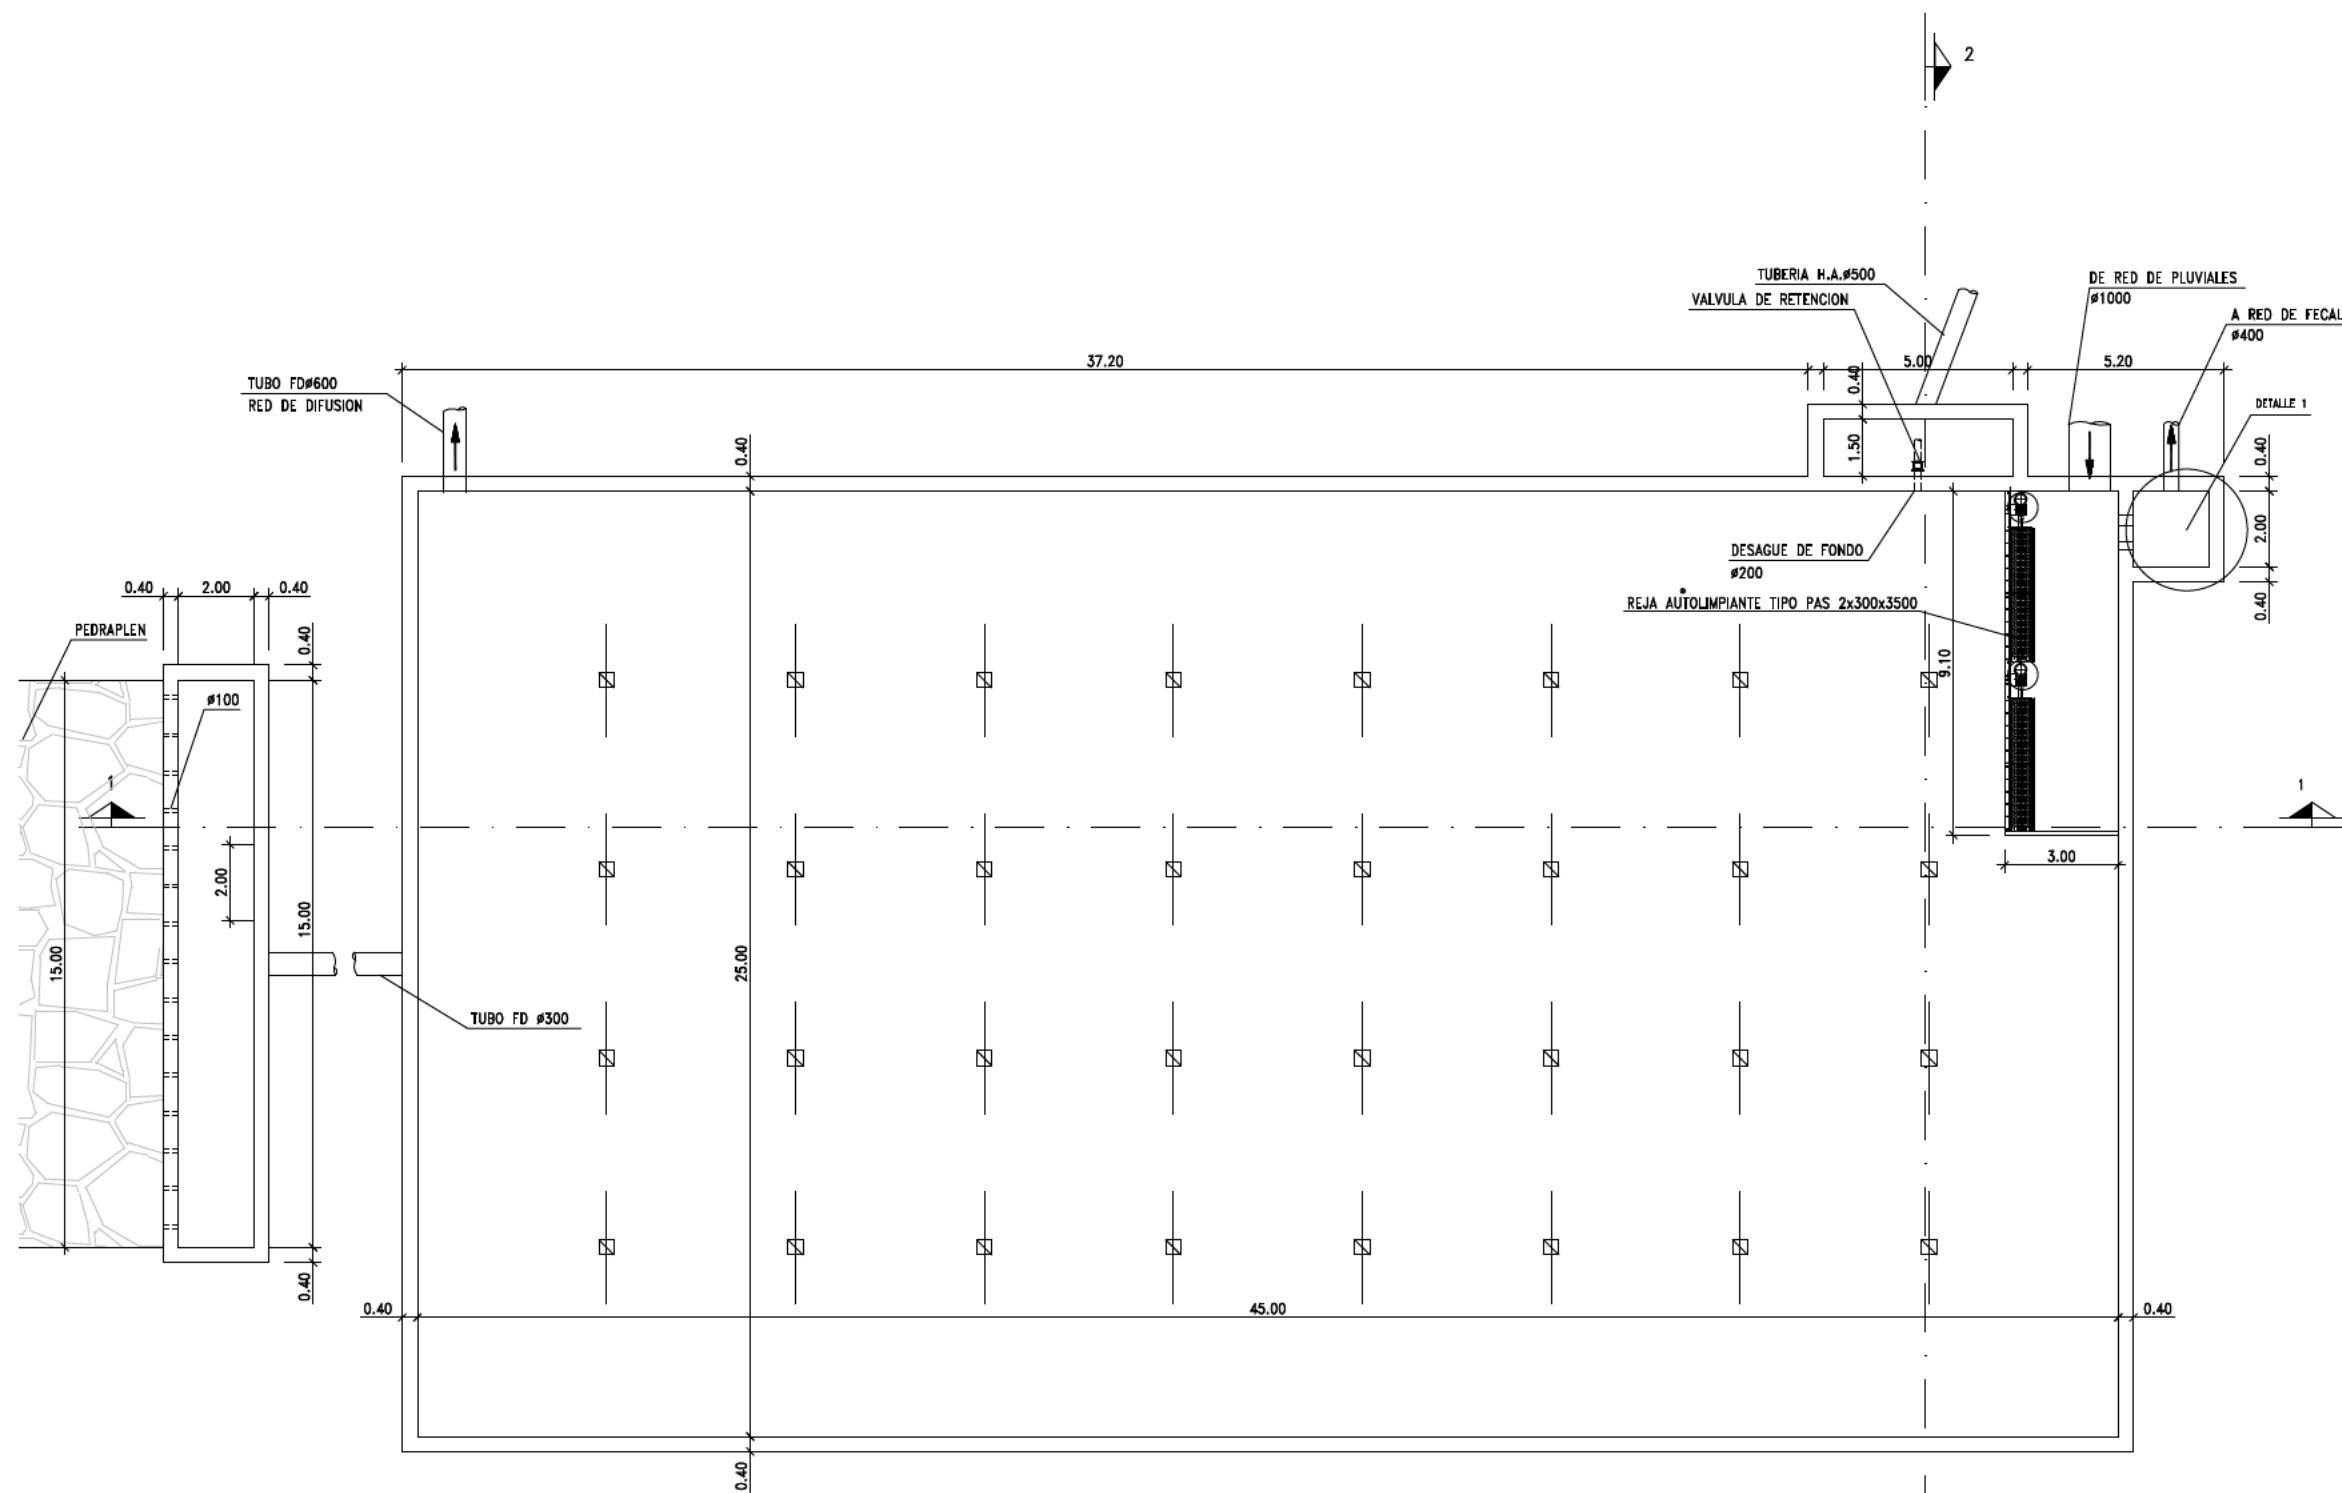 2
TUBERIA H.A.ø500
VALVULA DE RETENCION
DE RED DE PLUVIALES
ø1000
A RED DE FECAL
ø400
37.20
5.00
5.20
0.40
TUBO FDø600
RED DE DIFUSION
DETALLE 1
0.40
1.50
0.40
2.00
0.40
DESAGUE DE FONDO
ø200
REJA AUTOLIMPIANTE TIPO PAS 2x300x3500
0.40
2.00
0.40
PEDRAPLEN
0.40
9.10
ø100
1
1
3.00
2.00
15.00
15.00
25.00
TUBO FD ø300
0.40
0.40
45.00
0.40
0.40